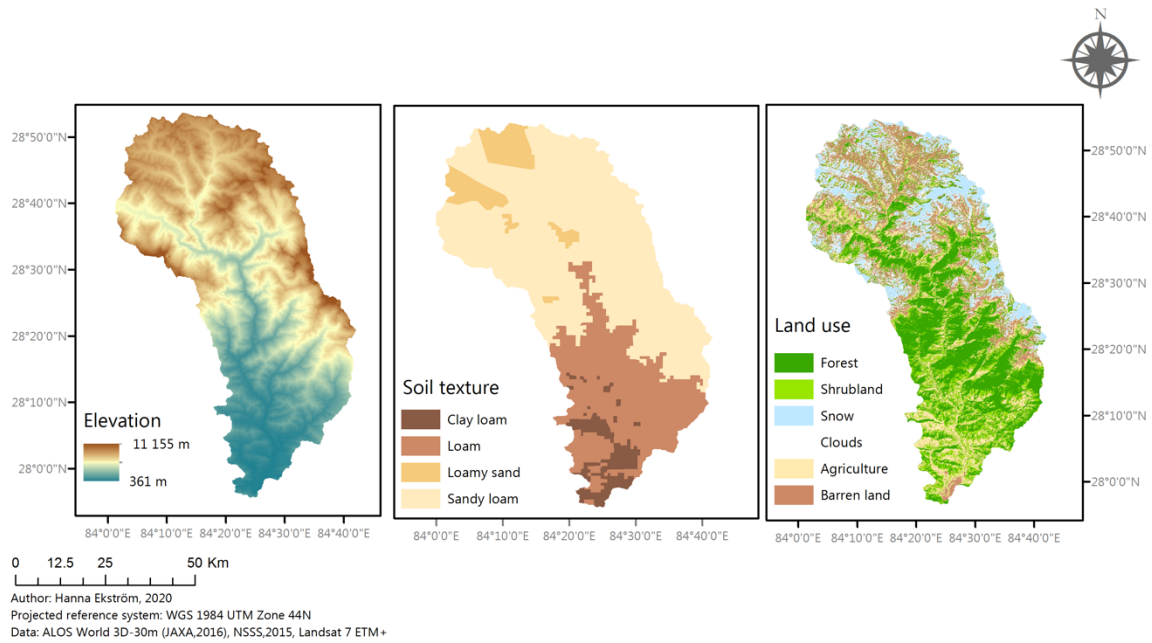 N
28°50'0"N
28°40'0"N
28°30'0"N
28°20'0"N
28°10'0"N
28°0'0"N
Elevation
11 155 m
361 m
84°0'0"E 84°10'0"E 84°20'0"E 84°30'0"E 84°40'0"E
Soil texture
Clay loam
Loam
Loamy sand
Sandy loam
84°0'0"E 84°10'0"E 84°20'0"E 84°30'0"E 84°40'0"E
Land use
Forest
Shrubland
Snow
Clouds
Agriculture
Barren land
28°50'0"N
28°40'0"N
28°30'0"N
28°20'0"N
28°10'0"N
28°0'0"N
84°0'0"E 84°10'0"E 84°20'0"E 84°30'0"E 84°40'0"E
0 12.5 25 50 Km
Author: Hanna Ekström, 2020
Projected reference system: WGS 1984 UTM Zone 44N
Data: ALOS World 3D-30m (JAXA,2016), NSSS,2015, Landsat 7 ETM+